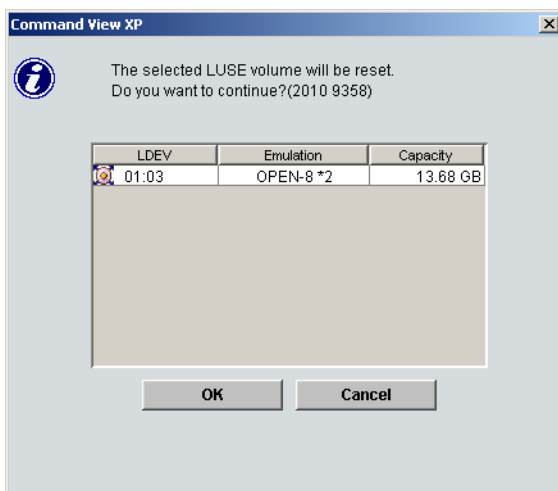 Command View XP
The selected LUSE volume will be reset.
Do you want to continue?(2010 9358)
LDEV Emulation Capacity
01:03 OPEN-8 *2 13.68 GB
OK Cancel